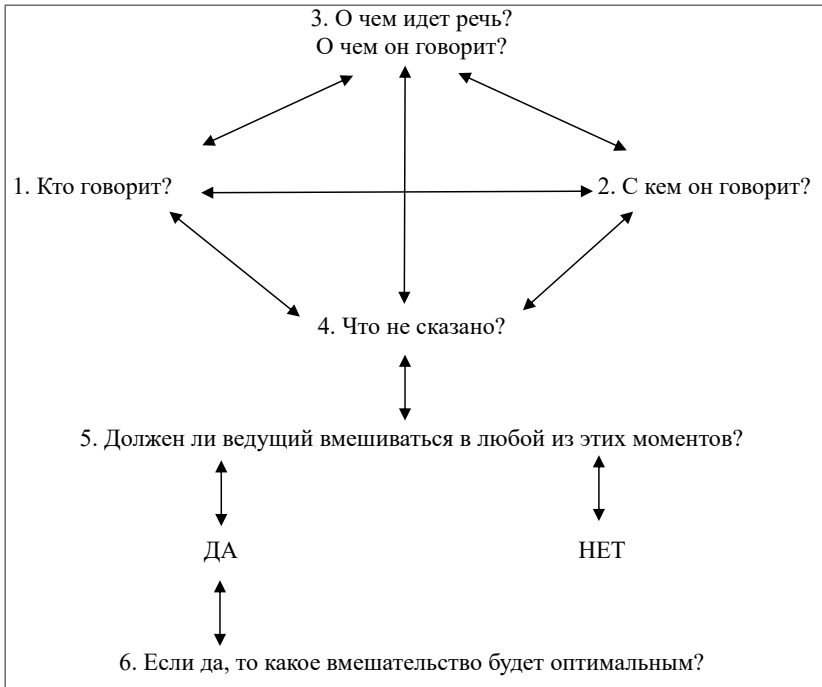 3. О чем идет речь?
О чем он говорит?
1. Кто говорит?
2. С кем он говорит?
4. Что не сказано?
5. Должен ли ведущий вмешиваться в любой из этих моментов?
ДА
НЕТ
6. Если да, то какое вмешательство будет оптимальным?